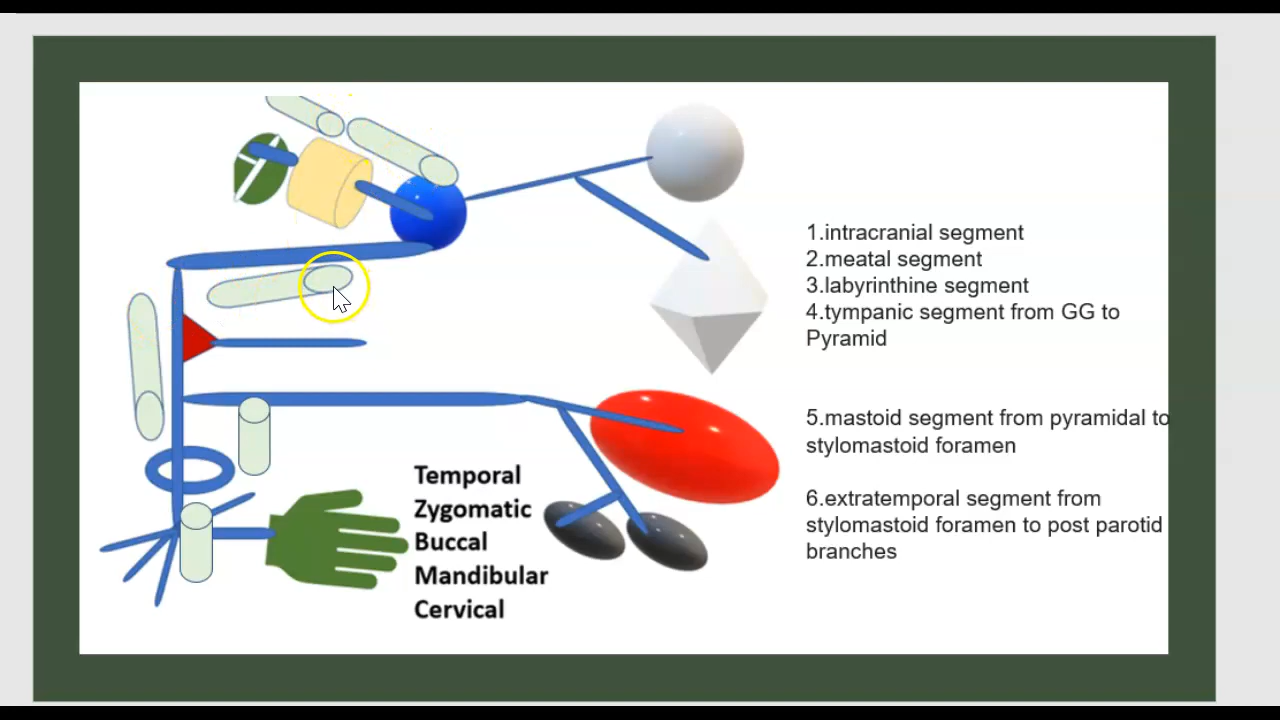 1.intracranial segment
2.meatal segment
3.labyrinthine segment
4.tympanic segment from GG to
Pyramid
5.mastoid segment from pyramidal to
stylomastoid foramen
6.extratemporal segment from
stylomastoid foramen to post parotid
branches
Temporal
Zygomatic
Buccal
Mandibular
Cervical